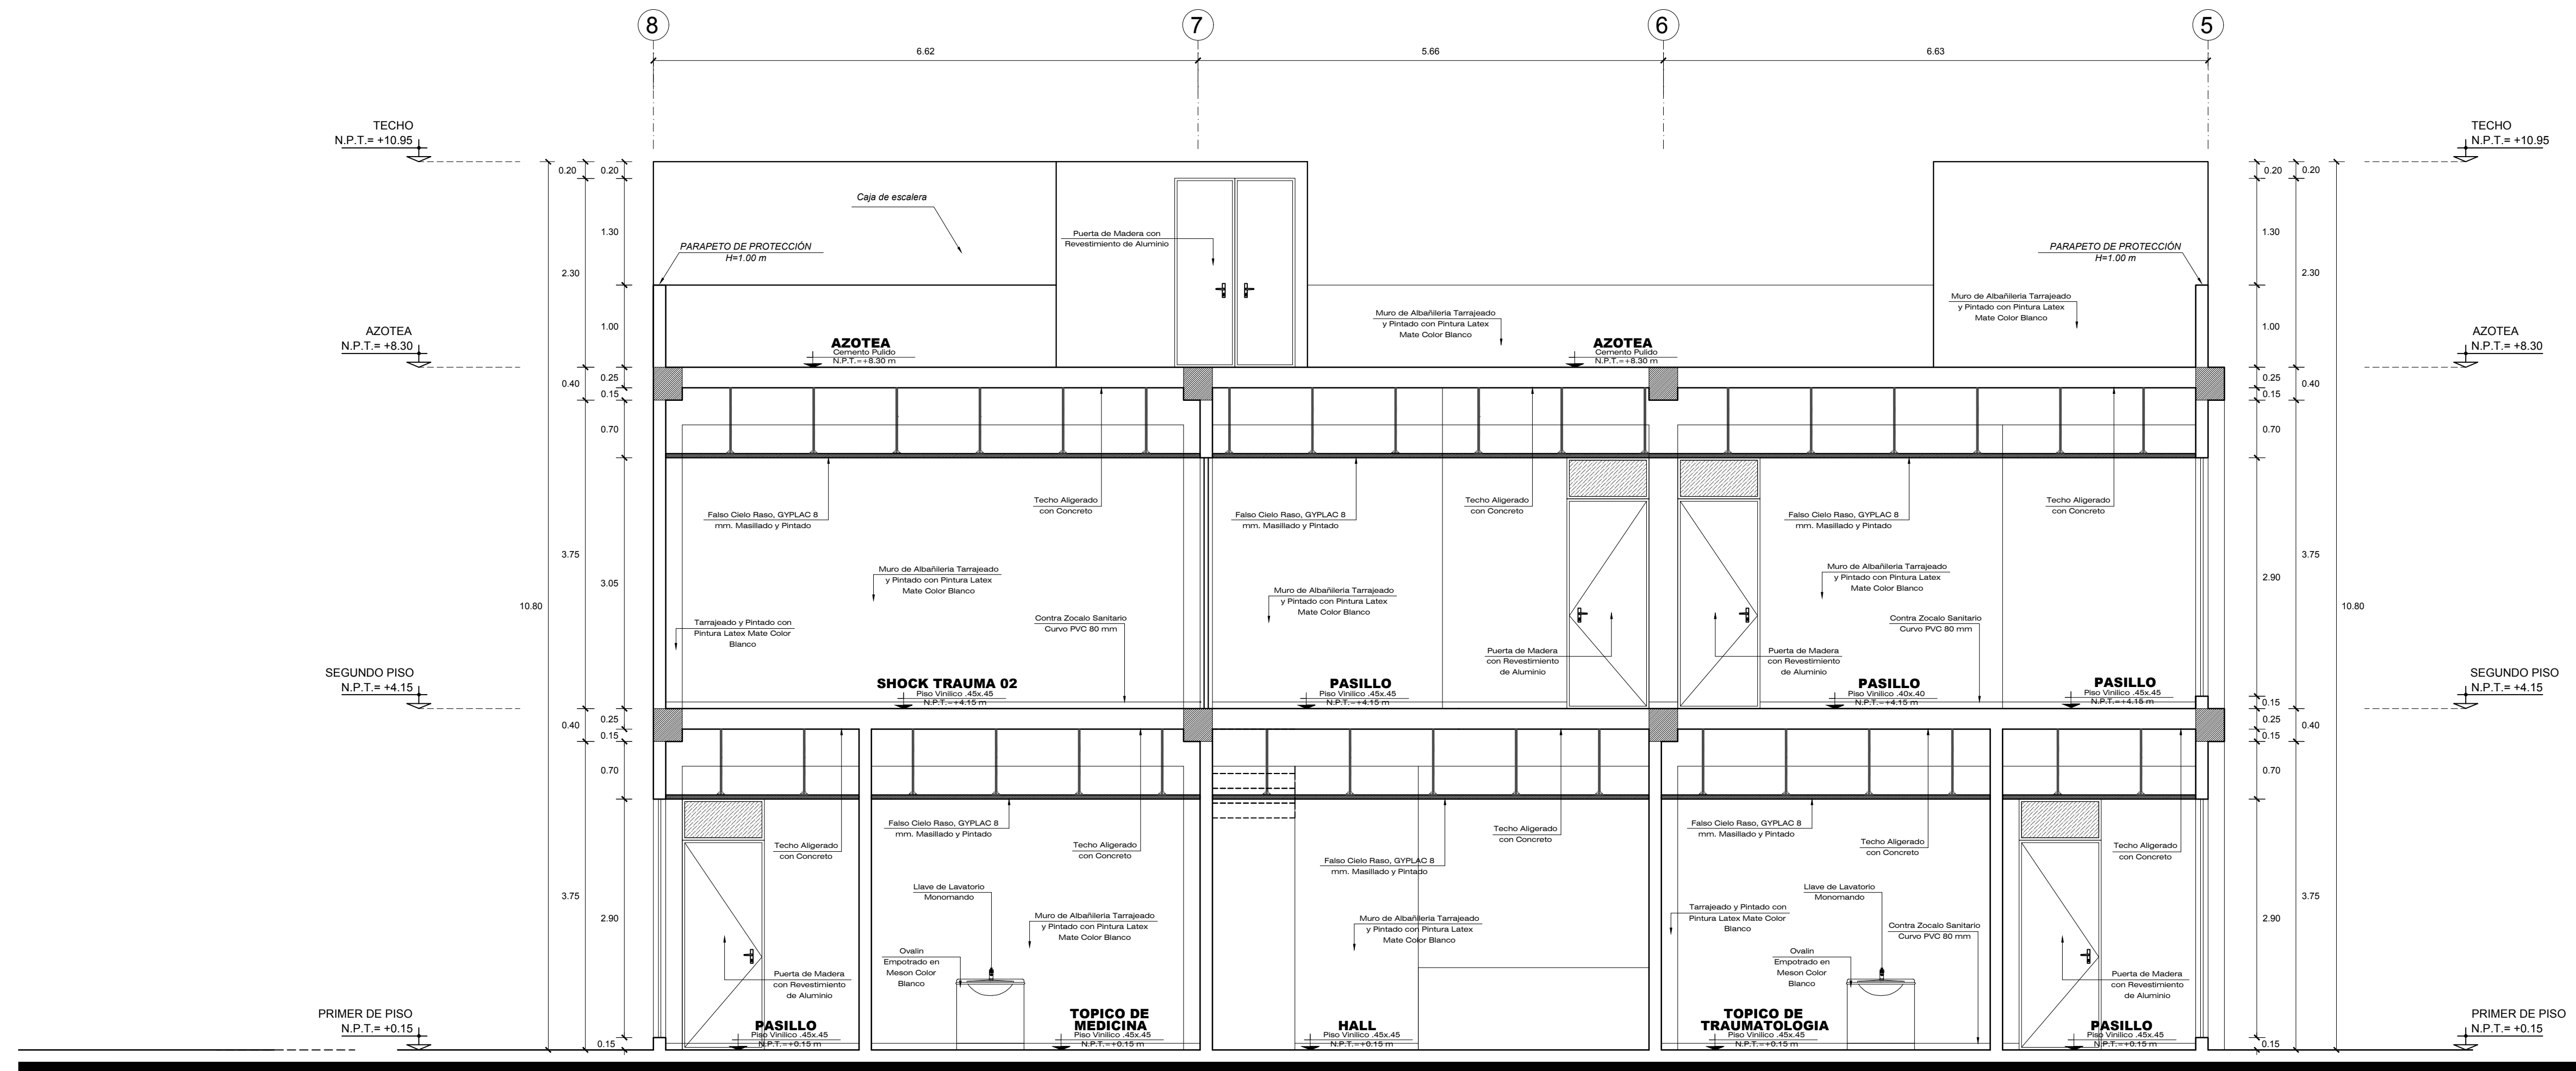 8
7
6
5
6.62
5.66
6.63
TECHO
N.P.T.= +10.95
TECHO
N.P.T.= +10.95
0.20
0.20
0.20
0.20
Caja de escalera
1.30
Puerta de Madera con
Revestimiento de Aluminio
1.30
PARAPETO DE PROTECCIÓN
H=1.00 m
PARAPETO DE PROTECCIÓN
H=1.00 m
2.30
2.30
Muro de Albañileria Tarrajeado
y Pintado con Pintura Latex
Mate Color Blanco
Muro de Albañileria Tarrajeado
y Pintado con Pintura Latex
Mate Color Blanco
1.00
1.00
AZOTEA
N.P.T.= +8.30
AZOTEA
N.P.T.= +8.30
AZOTEA
Cemento Pulido
N.P.T.=+8.30 m
AZOTEA
Cemento Pulido
N.P.T.=+8.30 m
0.40
0.25
0.15
0.25
0.15
0.40
0.70
0.70
Techo Aligerado
con Concreto
Techo Aligerado
con Concreto
Techo Aligerado
con Concreto
Falso Cielo Raso, GYPLAC 8
mm. Masillado y Pintado
Falso Cielo Raso, GYPLAC 8
mm. Masillado y Pintado
Falso Cielo Raso, GYPLAC 8
mm. Masillado y Pintado
3.75
3.05
2.90
3.75
Muro de Albañileria Tarrajeado
y Pintado con Pintura Latex
Mate Color Blanco
Muro de Albañileria Tarrajeado
y Pintado con Pintura Latex
Mate Color Blanco
Muro de Albañileria Tarrajeado
y Pintado con Pintura Latex
Mate Color Blanco
10.80
10.80
Tarrajeado y Pintado con
Pintura Latex Mate Color
Blanco
Contra Zocalo Sanitario
Curvo PVC 80 mm
Contra Zocalo Sanitario
Curvo PVC 80 mm
Puerta de Madera
con Revestimiento
de Aluminio
Puerta de Madera
con Revestimiento
de Aluminio
SEGUNDO PISO
N.P.T.= +4.15
SEGUNDO PISO
N.P.T.= +4.15
SHOCK TRAUMA 02
Piso Vinilico .45x.45
N.P.T.=+4.15 m
PASILLO
Piso Vinilico .45x.45
N.P.T.=+4.15 m
PASILLO
Piso Vinilico .40x.40
N.P.T.=+4.15 m
PASILLO
Piso Vinilico .45x.45
N.P.T.=+4.15 m
0.40
0.25
0.15
0.15
0.25
0.15
0.40
0.70
0.70
Falso Cielo Raso, GYPLAC 8
mm. Masillado y Pintado
Falso Cielo Raso, GYPLAC 8
mm. Masillado y Pintado
Falso Cielo Raso, GYPLAC 8
mm. Masillado y Pintado
Techo Aligerado
con Concreto
Techo Aligerado
con Concreto
Techo Aligerado
con Concreto
Techo Aligerado
con Concreto
Techo Aligerado
con Concreto
3.75
2.90
2.90
3.75
Llave de Lavatorio
Monomando
Llave de Lavatorio
Monomando
Muro de Albañileria Tarrajeado
y Pintado con Pintura Latex
Mate Color Blanco
Muro de Albañileria Tarrajeado
y Pintado con Pintura Latex
Mate Color Blanco
Tarrajeado y Pintado con
Pintura Latex Mate Color
Blanco
Contra Zocalo Sanitario
Curvo PVC 80 mm
Ovalin
Empotrado en
Meson Color
Blanco
Ovalin
Empotrado en
Meson Color
Blanco
Puerta de Madera
con Revestimiento
de Aluminio
Puerta de Madera
con Revestimiento
de Aluminio
PRIMER DE PISO
N.P.T.= +0.15
PRIMER DE PISO
N.P.T.= +0.15
PASILLO
Piso Vinilico .45x.45
N.P.T.=+0.15 m
TOPICO DE
MEDICINA
Piso Vinilico .45x.45
N.P.T.=+0.15 m
HALL
Piso Vinilico .45x.45
N.P.T.=+0.15 m
TOPICO DE
TRAUMATOLOGIA
Piso Vinilico .45x.45
N.P.T.=+0.15 m
PASILLO
Piso Vinilico .45x.45
N.P.T.=+0.15 m
0.15
0.15